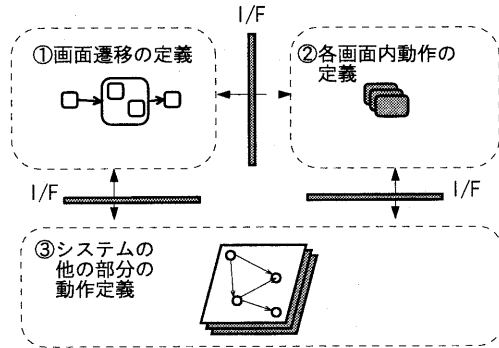 I/F
①画面遷移の定義
②各画面内動作の
定義
I/F
I/F
③システムの
他の部分の
動作定義